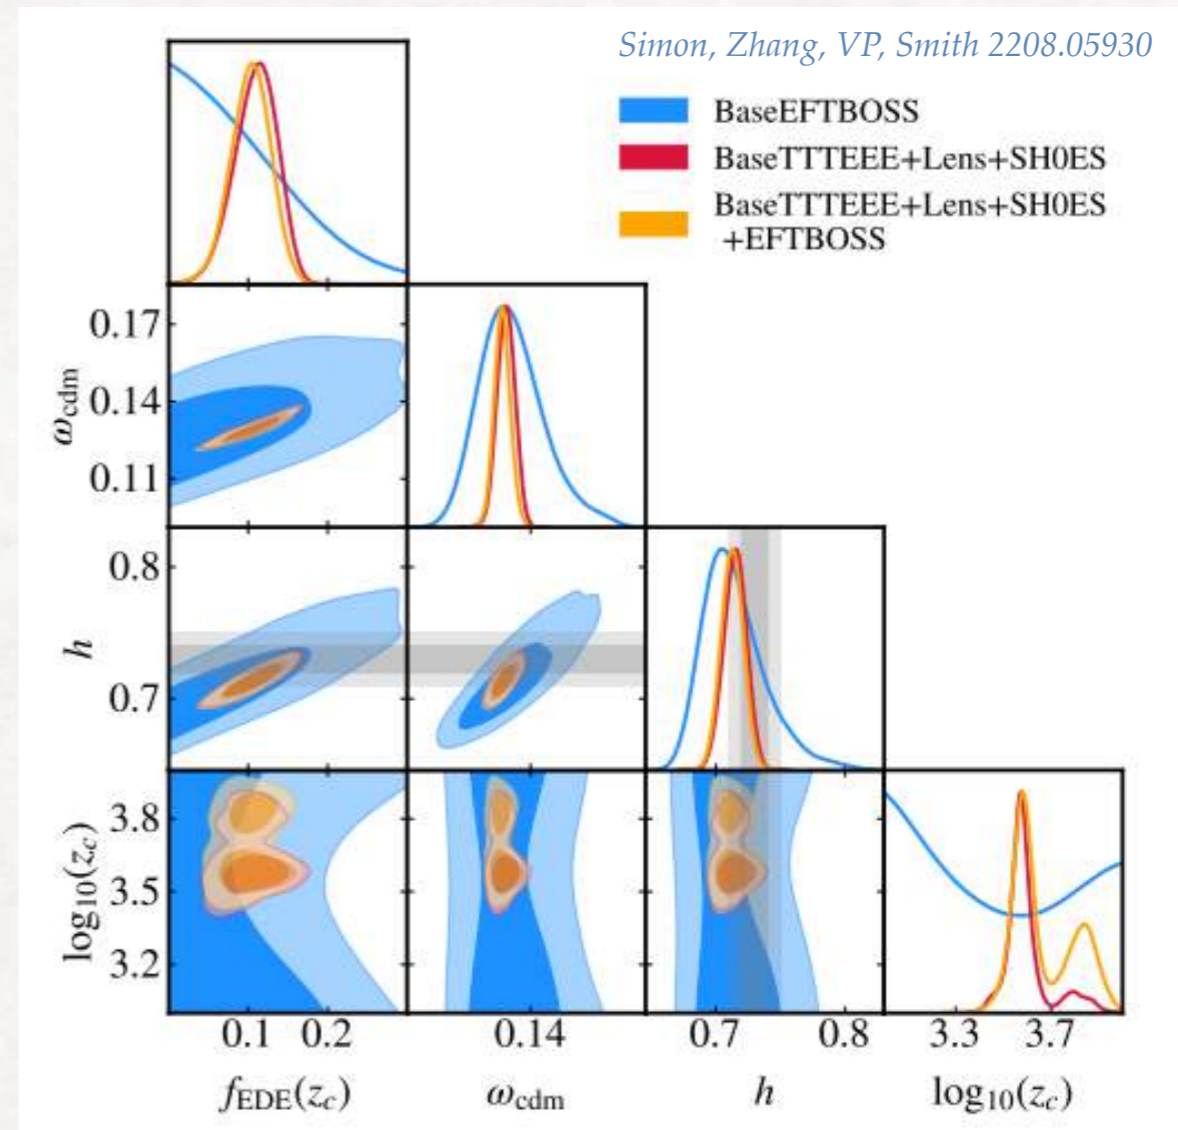 Simon, Zhang, VP, Smith 2208.05930
BaseEFTBOSS
BaseTTTEEE+Lens+SH0ES
BaseTTTEEE+Lens+SH0ES
+EFTBOSS
0.17
0.14
0.11
ω_cdm
0.8
0.7
h
3.8
3.5
3.2
log₁₀(z_c)
0.1 0.2 0.14 0.7 0.8 3.3 3.7
f_EDE(z_c) ω_cdm h log₁₀(z_c)